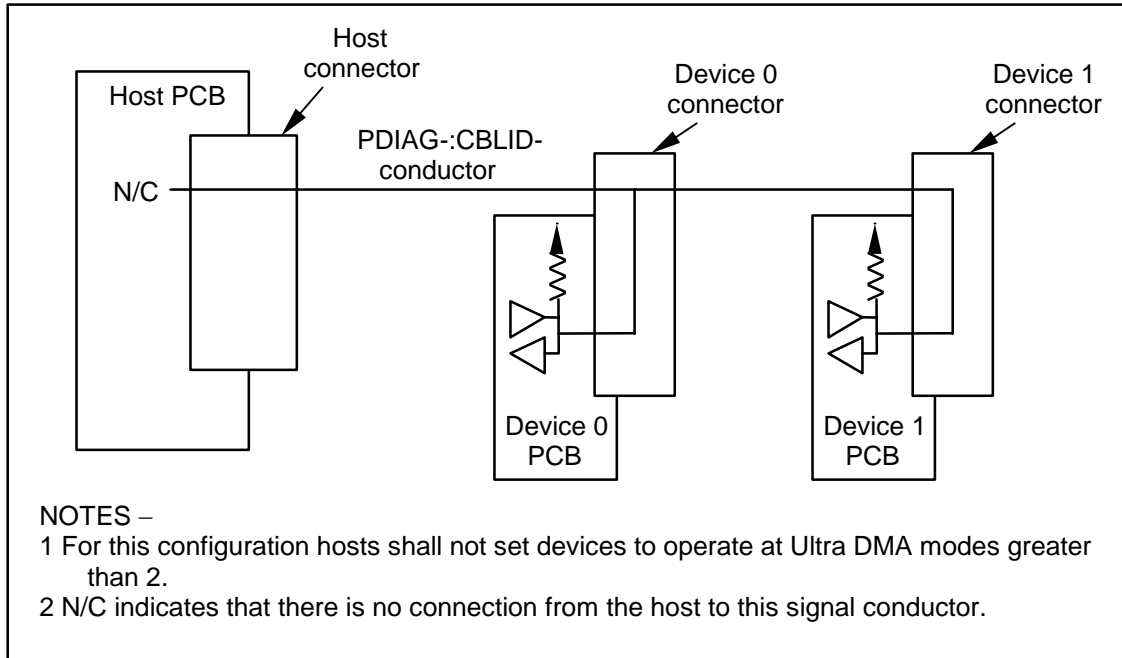 Host
connector
Host PCB
Device 0
connector
Device 1
connector
PDIAG-:CBLID-
conductor
N/C
Device 0
PCB
Device 1
PCB
NOTES –
1 For this configuration hosts shall not set devices to operate at Ultra DMA modes greater
than 2.
2 N/C indicates that there is no connection from the host to this signal conductor.